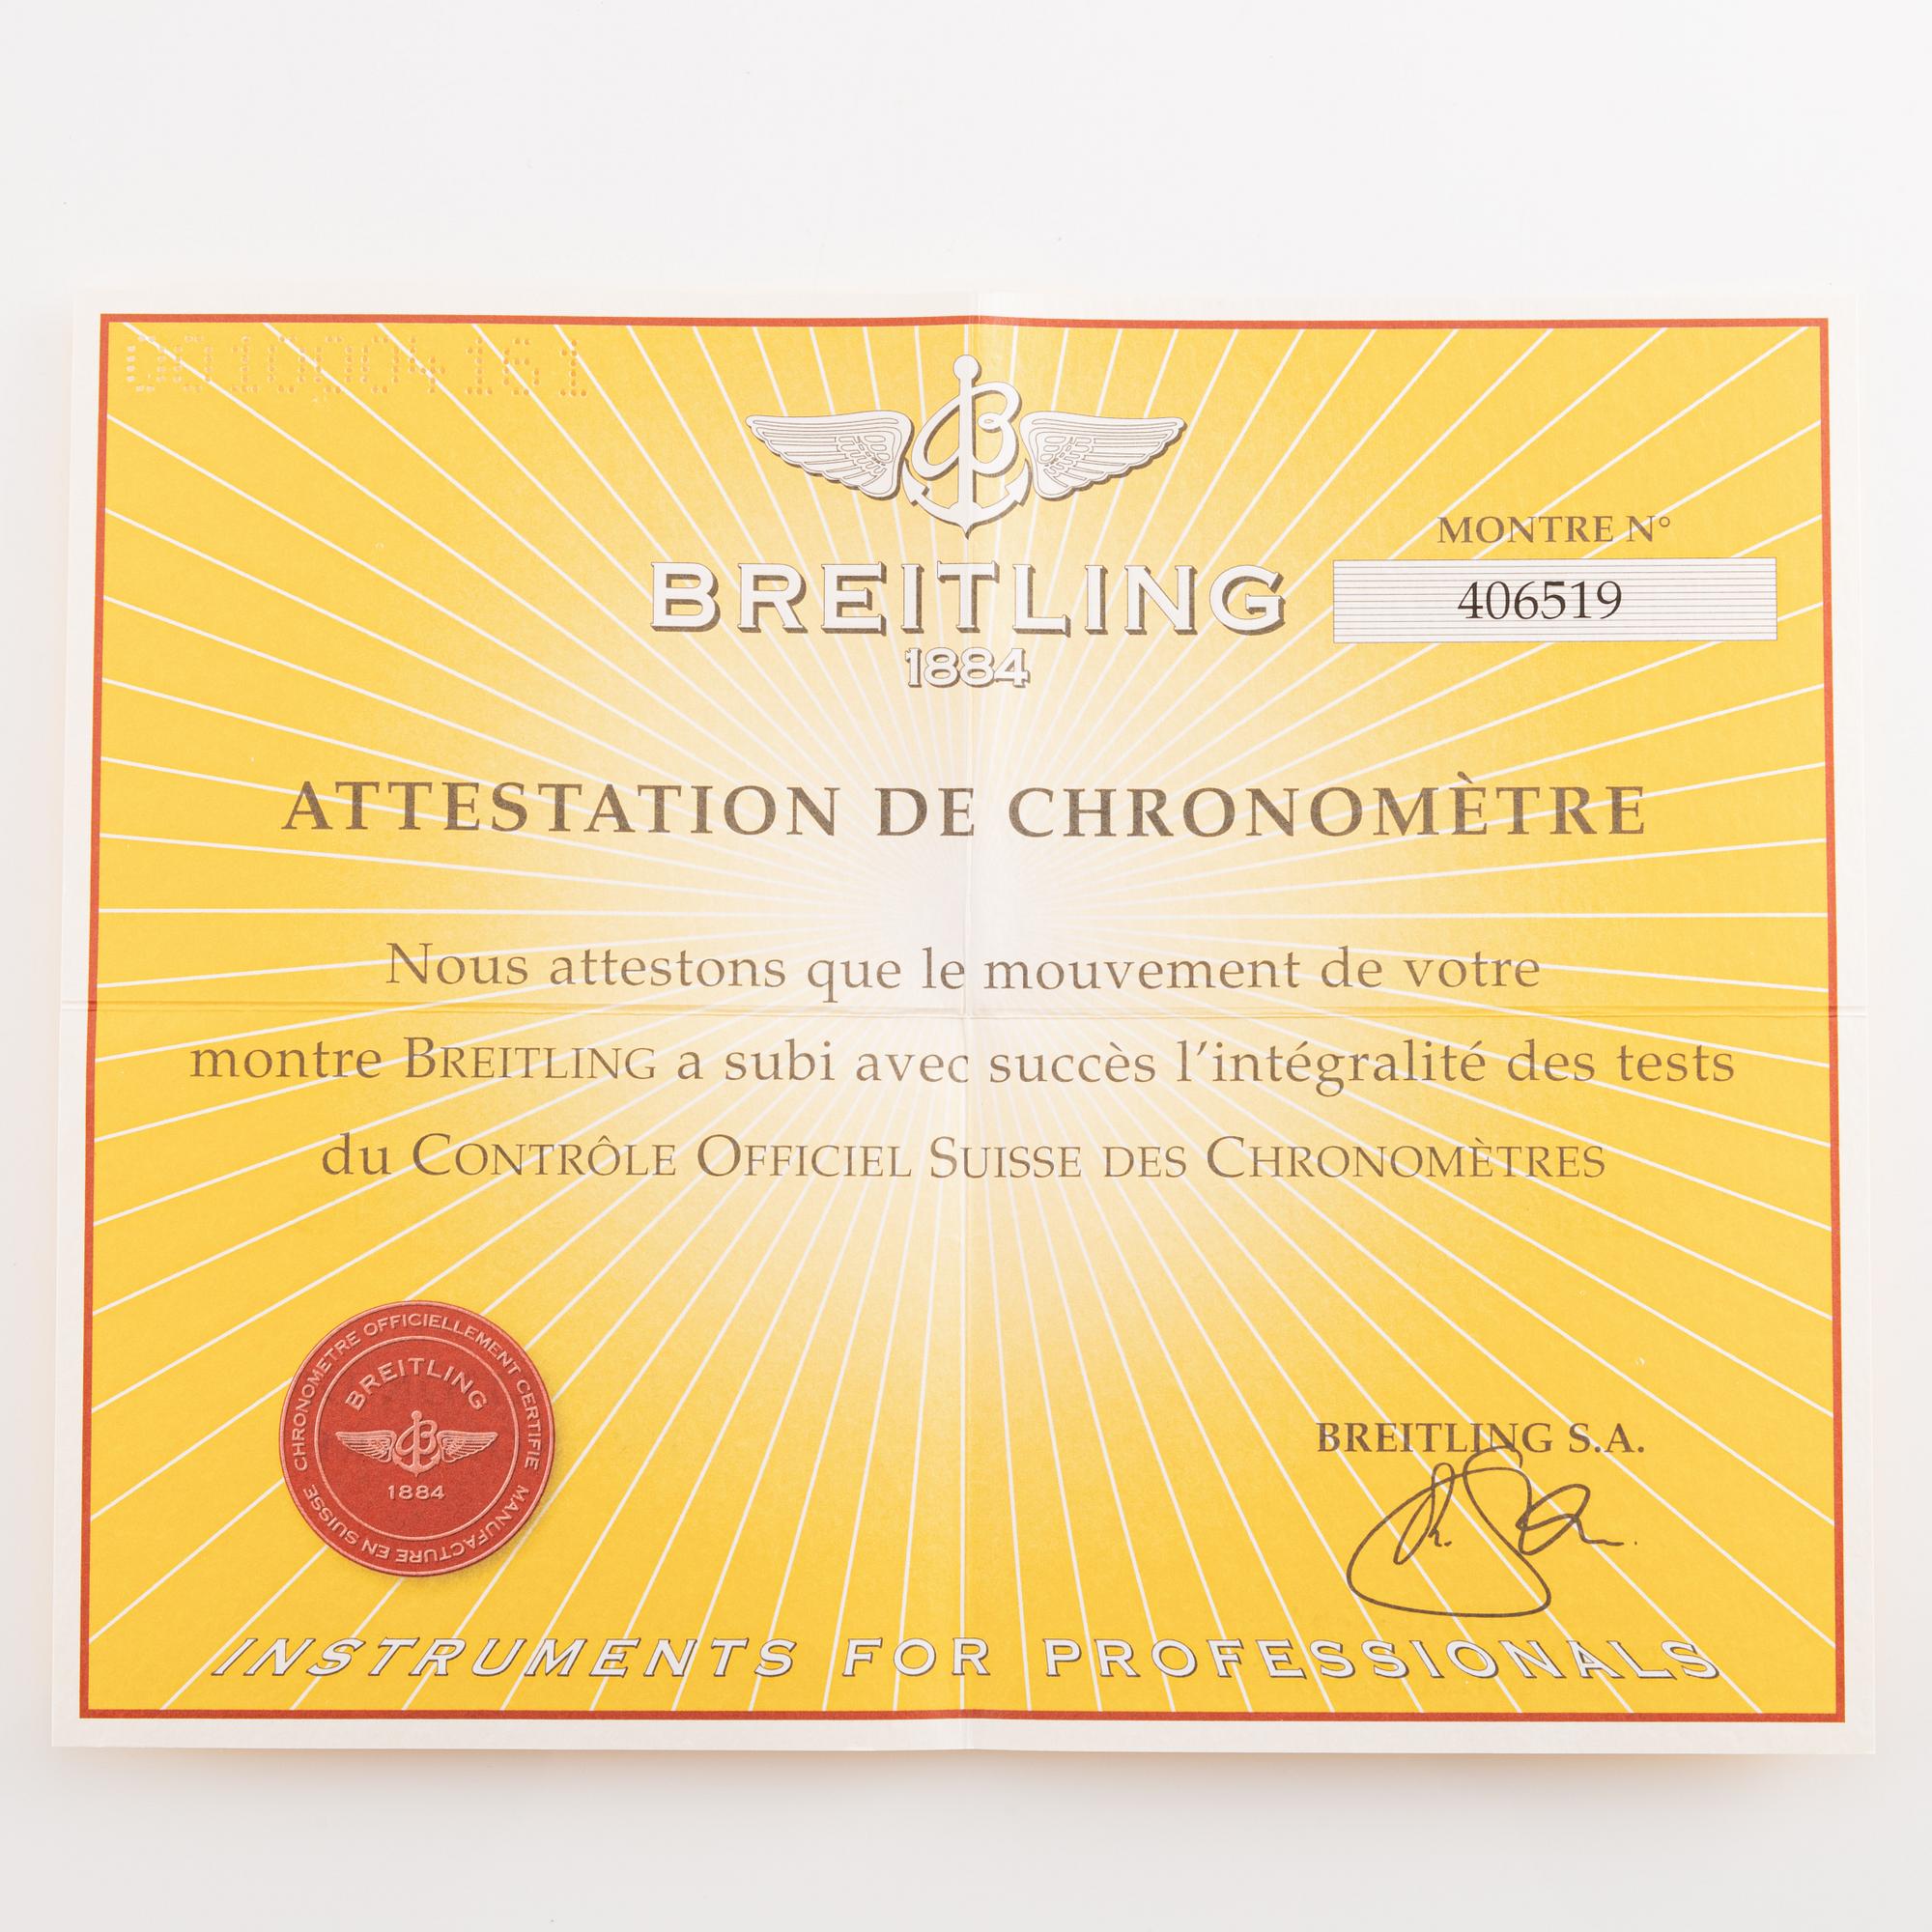 BREITLING
1884
MONTRE N°
406519
ATTESTATION DE CHRONOMÈTRE
Nous attestons que le mouvement de votre
montre BREITLING a subi avec succès l'intégralité des tests
du CONTRÔLE OFFICIEL SUISSE DES CHRONOMÈTRES
CHRONOMETRE OFFICIELLEMENT CERTIFIE
BREITLING
1884
MANUFACTURE EN SUISSE
BREITLING S.A.
INSTRUMENTS FOR PROFESSIONALS